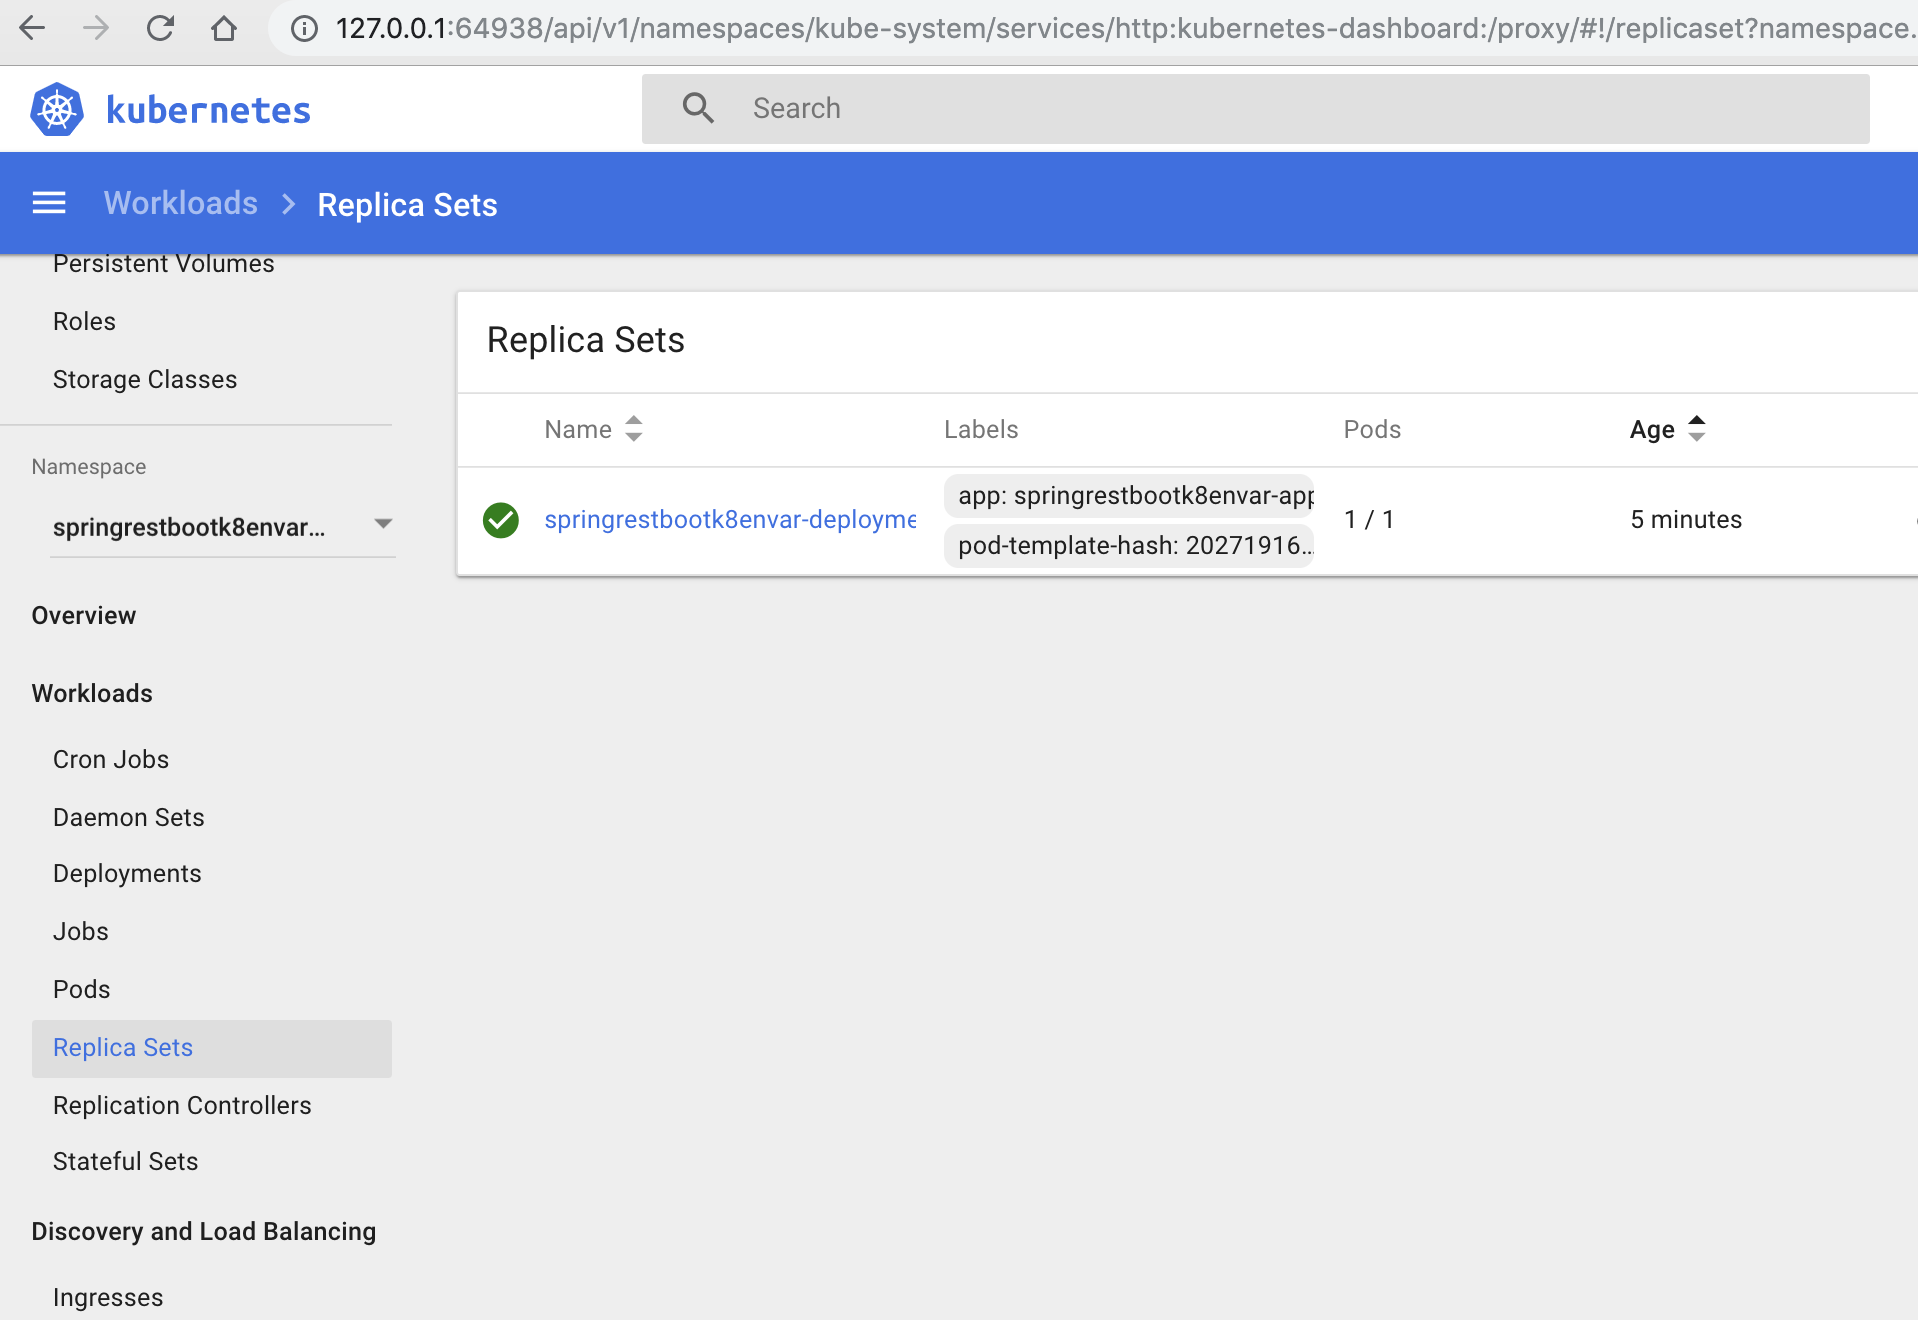 127.0.0.1:64938/api/v1/namespaces/kube-system/services/http:kubernetes-dashboard:/proxy/#!/replicaset?namespace.
kubernetes
Search
Workloads > Replica Sets
Persistent Volumes
Roles
Storage Classes
Namespace
springrestbootk8envar...
Overview
Workloads
Cron Jobs
Daemon Sets
Deployments
Jobs
Pods
Replica Sets
Replication Controllers
Stateful Sets
Discovery and Load Balancing
Ingresses
Replica Sets
Name Labels Pods Age
springrestbootk8envar-deployme
app: springrestbootk8envar-app
pod-template-hash: 20271916...
1 / 1
5 minutes